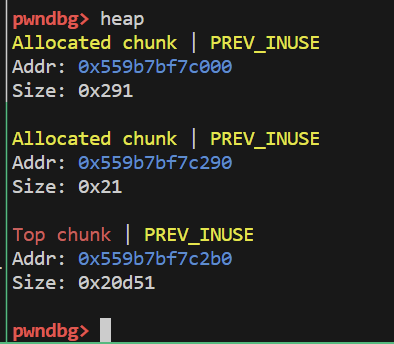 pwndbg> heap
Allocated chunk | PREV_INUSE
Addr: 0x559b7bf7c000
Size: 0x291
Allocated chunk | PREV_INUSE
Addr: 0x559b7bf7c290
Size: 0x21
Top chunk | PREV_INUSE
Addr: 0x559b7bf7c2b0
Size: 0x20d51
pwndbg>